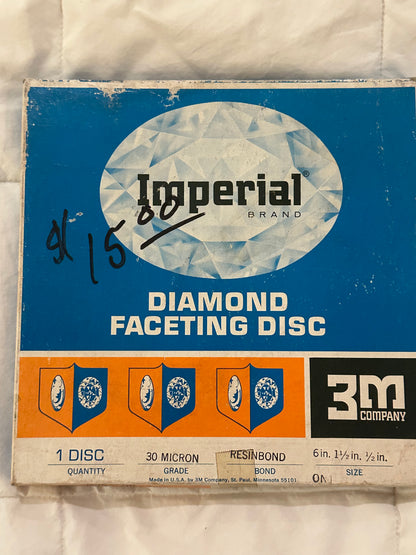 Imperial®
BRAND
15.00
DIAMOND
FACETING DISC
3M
COMPANY
1 DISC 30 MICRON RESINBOND 6 in. 1½ in. ½ in.
QUANTITY GRADE BOND SIZE
Made in U.S.A. by 3M Company, St. Paul, Minnesota 55101